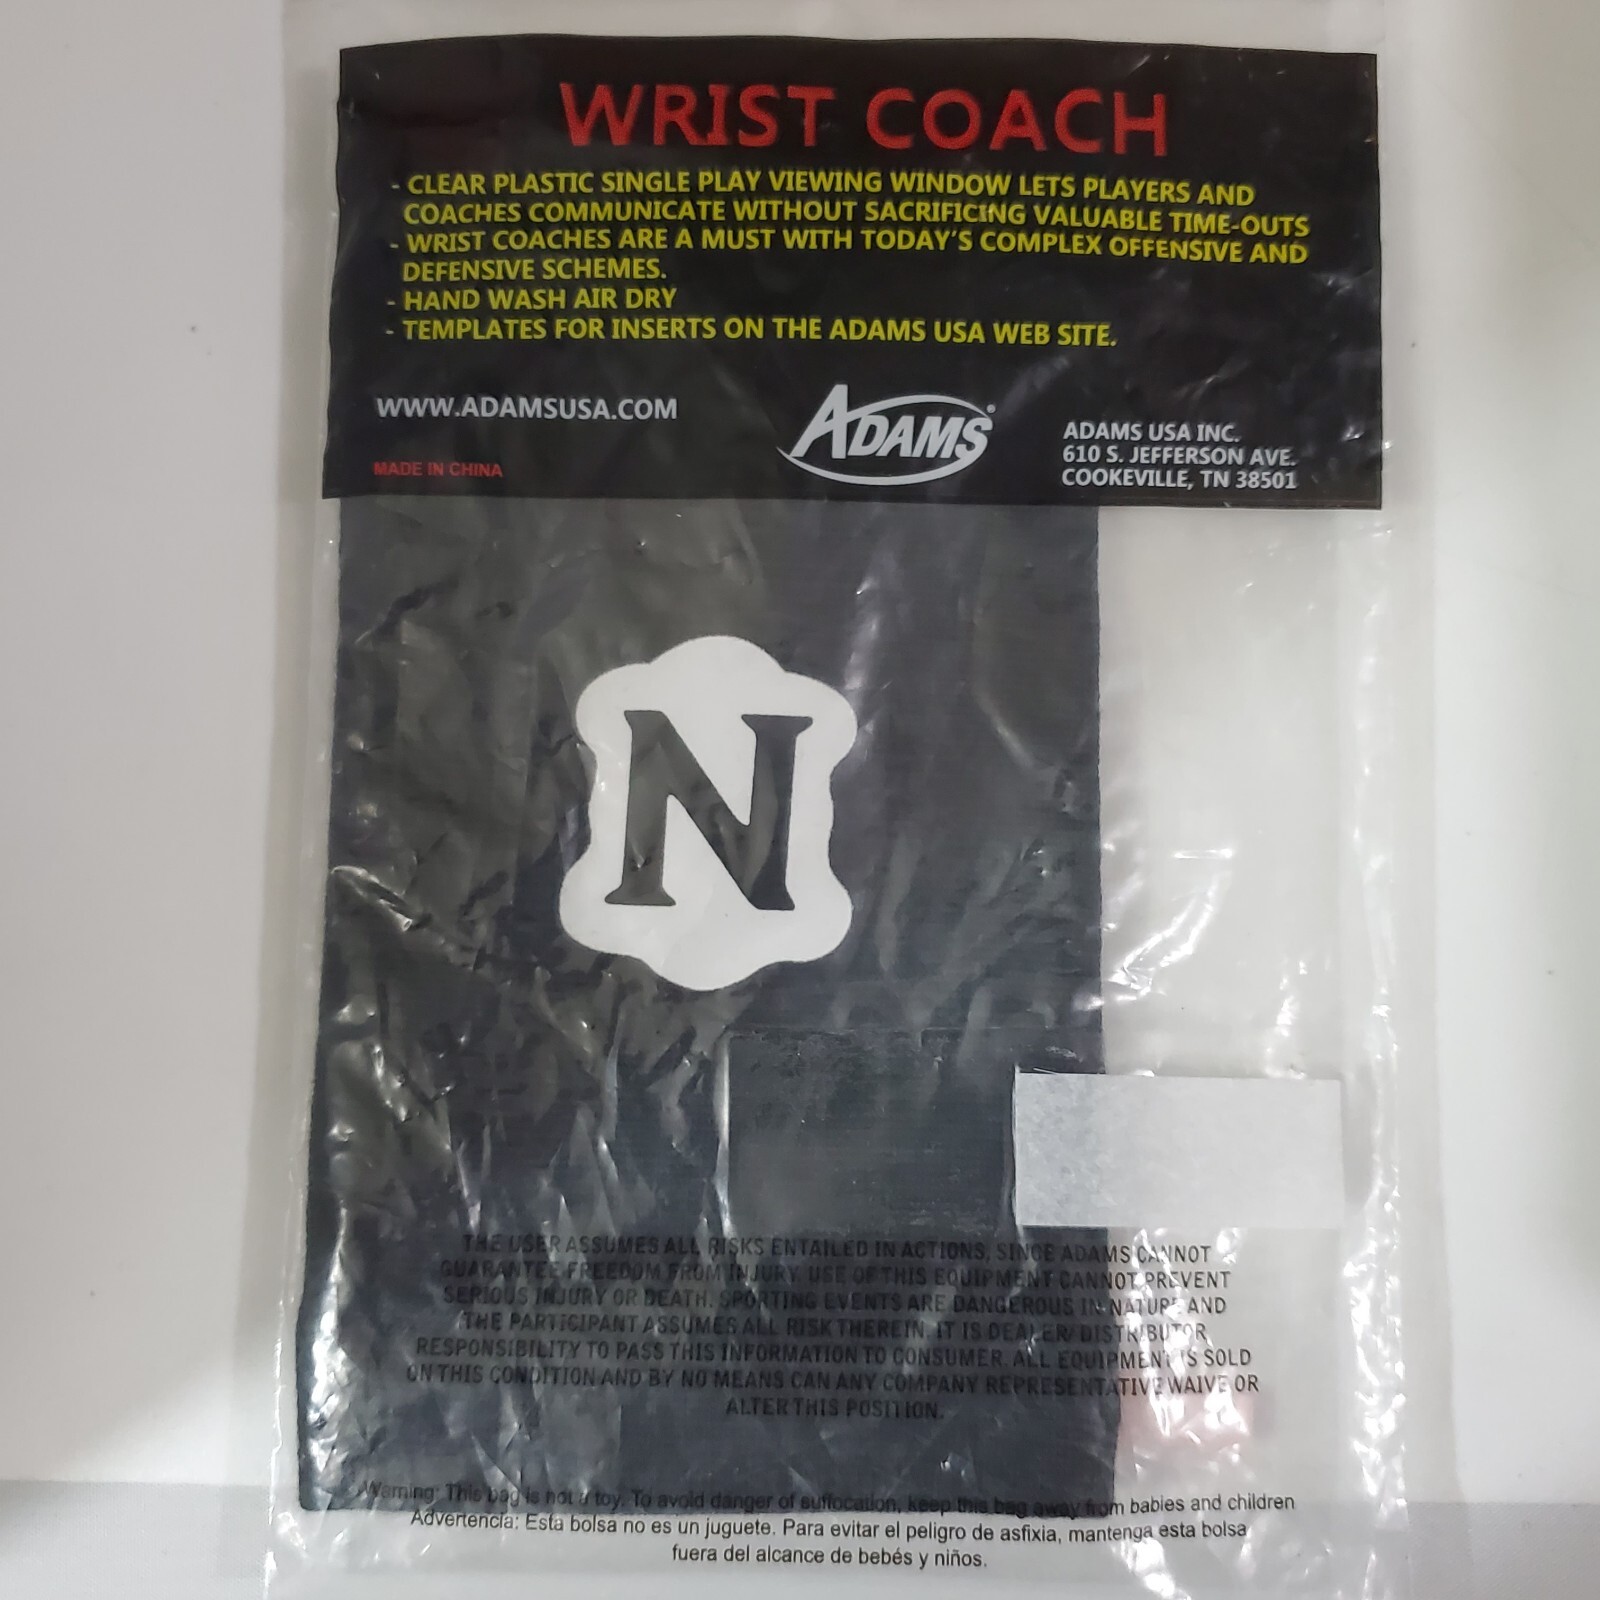 WRIST COACH
- CLEAR PLASTIC SINGLE PLAY VIEWING WINDOW LETS PLAYERS AND
COACHES COMMUNICATE WITHOUT SACRIFICING VALUABLE TIME-OUTS
- WRIST COACHES ARE A MUST WITH TODAY'S COMPLEX OFFENSIVE AND
DEFENSIVE SCHEMES.
- HAND WASH AIR DRY
- TEMPLATES FOR INSERTS ON THE ADAMS USA WEB SITE.
WWW.ADAMSUSA.COM
MADE IN CHINA
ADAMS®
ADAMS USA INC.
610 S. JEFFERSON AVE.
COOKEVILLE, TN 38501
N
THE USER ASSUMES ALL RISKS ENTAILED IN ACTIONS, SINCE ADAMS CANNOT
GUARANTEE FREEDOM FROM INJURY. USE OF THIS EQUIPMENT CANNOT PREVENT
SERIOUS INJURY OR DEATH. SPORTING EVENTS ARE DANGEROUS IN NATURE AND
THE PARTICIPANT ASSUMES ALL RISK THEREIN. IT IS DEALER/DISTRIBUTOR
RESPONSIBILITY TO PASS THIS INFORMATION TO CONSUMER. ALL EQUIPMENT IS SOLD
ON THIS CONDITION AND BY NO MEANS CAN ANY COMPANY REPRESENTATIVE WAIVE OR
ALTER THIS POSITION.
Warning: This bag is not a toy. To avoid danger of suffocation, keep this bag away from babies and children
Advertencia: Esta bolsa no es un juguete. Para evitar el peligro de asfixia, mantenga esta bolsa
fuera del alcance de bebés y niños.